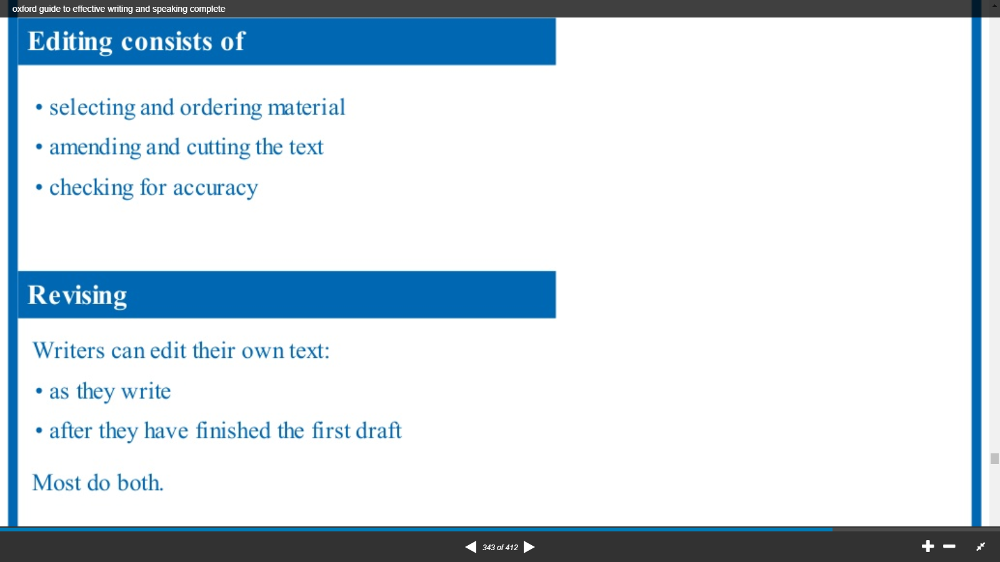 oxford guide to effective writing and speaking complete
Editing consists of
• selecting and ordering material
• amending and cutting the text
• checking for accuracy
Revising
Writers can edit their own text:
• as they write
• after they have finished the first draft
Most do both.
343 of 412